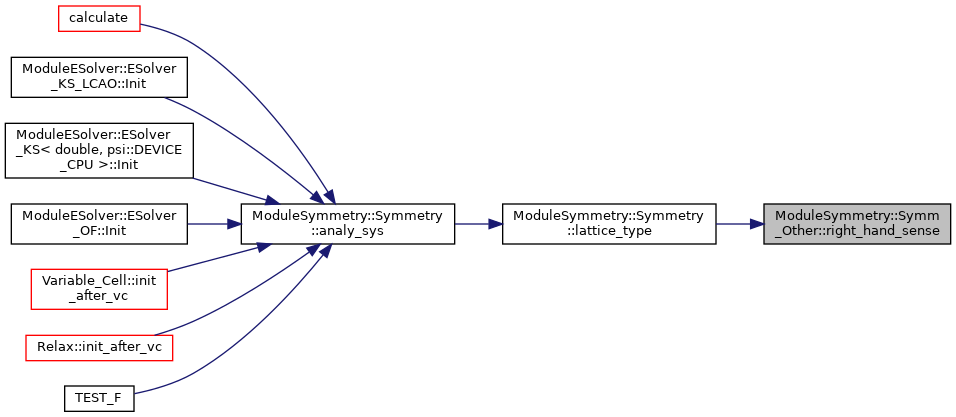 calculate
ModuleESolver::ESolver
_KS_LCAO::Init
ModuleESolver::ESolver
_KS< double, psi::DEVICE
_CPU >::Init
ModuleESolver::ESolver
_OF::Init
Variable_Cell::init
_after_vc
Relax::init_after_vc
TEST_F
ModuleSymmetry::Symmetry
::analy_sys
ModuleSymmetry::Symmetry
::lattice_type
ModuleSymmetry::Symm
_Other::right_hand_sense